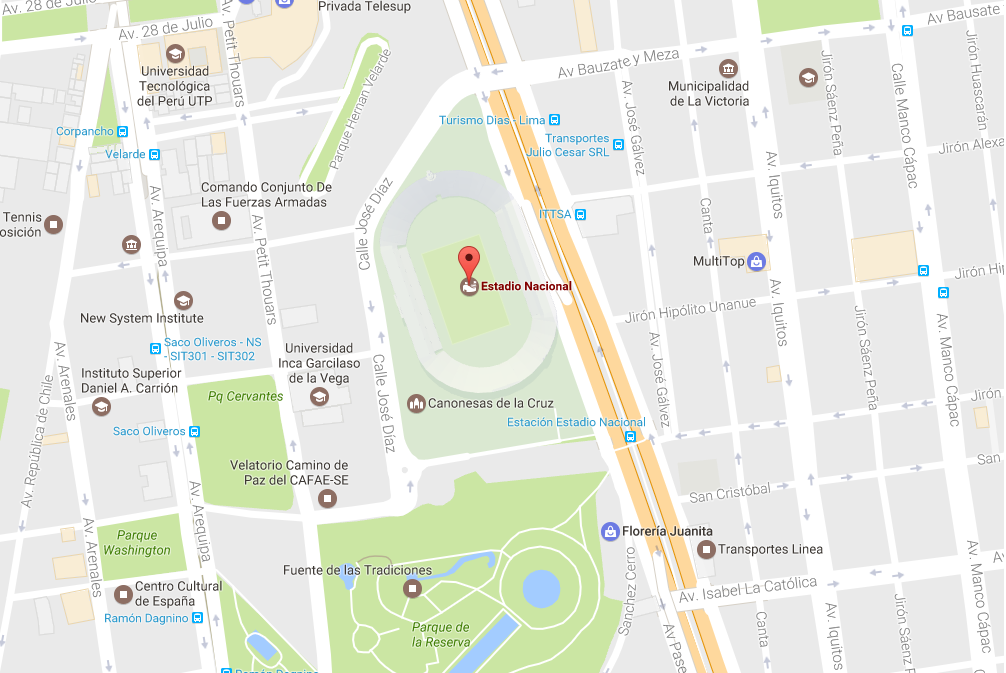 Av. 28 de Julio
Privada Telesup
Av. 28 de Julio
Av. Petit Thouars
Av Bausate
Av Bauzate y Meza
Universidad
Tecnológica
del Perú UTP
Parque Hernan Velarde
Municipalidad
de La Victoria
Jirón Sáenz Peña
Calle Manco Cápac
Jirón Huascarán
Av. José Gálvez
Corpancho
Turismo Dias - Lima
Transportes
Julio Cesar SRL
Velarde
Jirón Alexa
Av. Iquitos
Comando Conjunto De
Las Fuerzas Armadas
Av. Arequipa
Tennis
osición
Calle José Díaz
Av. Petit Thouars
Canta
ITTSA
MultiTop
Estadio Nacional
Jirón Hi
Av. Iquitos
New System Institute
Jirón Hipólito Unanue
Jirón Sáenz Peña
Av. Manco Cápac
Av. José Gálvez
Saco Oliveros - NS
- SIT301 - SIT302
Universidad
Inca Garcilaso
de la Vega
Av. Arenales
Av. República de Chile
Instituto Superior
Daniel A. Carrión
Calle José Díaz
Pq Cervantes
Canonesas de la Cruz
Jirón
Saco Oliveros
Estación Estadio Nacional
Velatorio Camino de
Paz del CAFAE-SE
San
San Cristóbal
Av. Arequipa
Florería Juanita
Transportes Linea
Parque
Washington
Av. Arenales
Fuente de las Tradiciones
Centro Cultural
de España
Ramón Dagnino
Sanchez Cerro
Av. Isabel La Católica
Av. Manco Cápac
Parque de
la Reserva
Av Pase
Canta
Av. Iquitos
Jirón Sáenz Peña
Ramón Dagnino